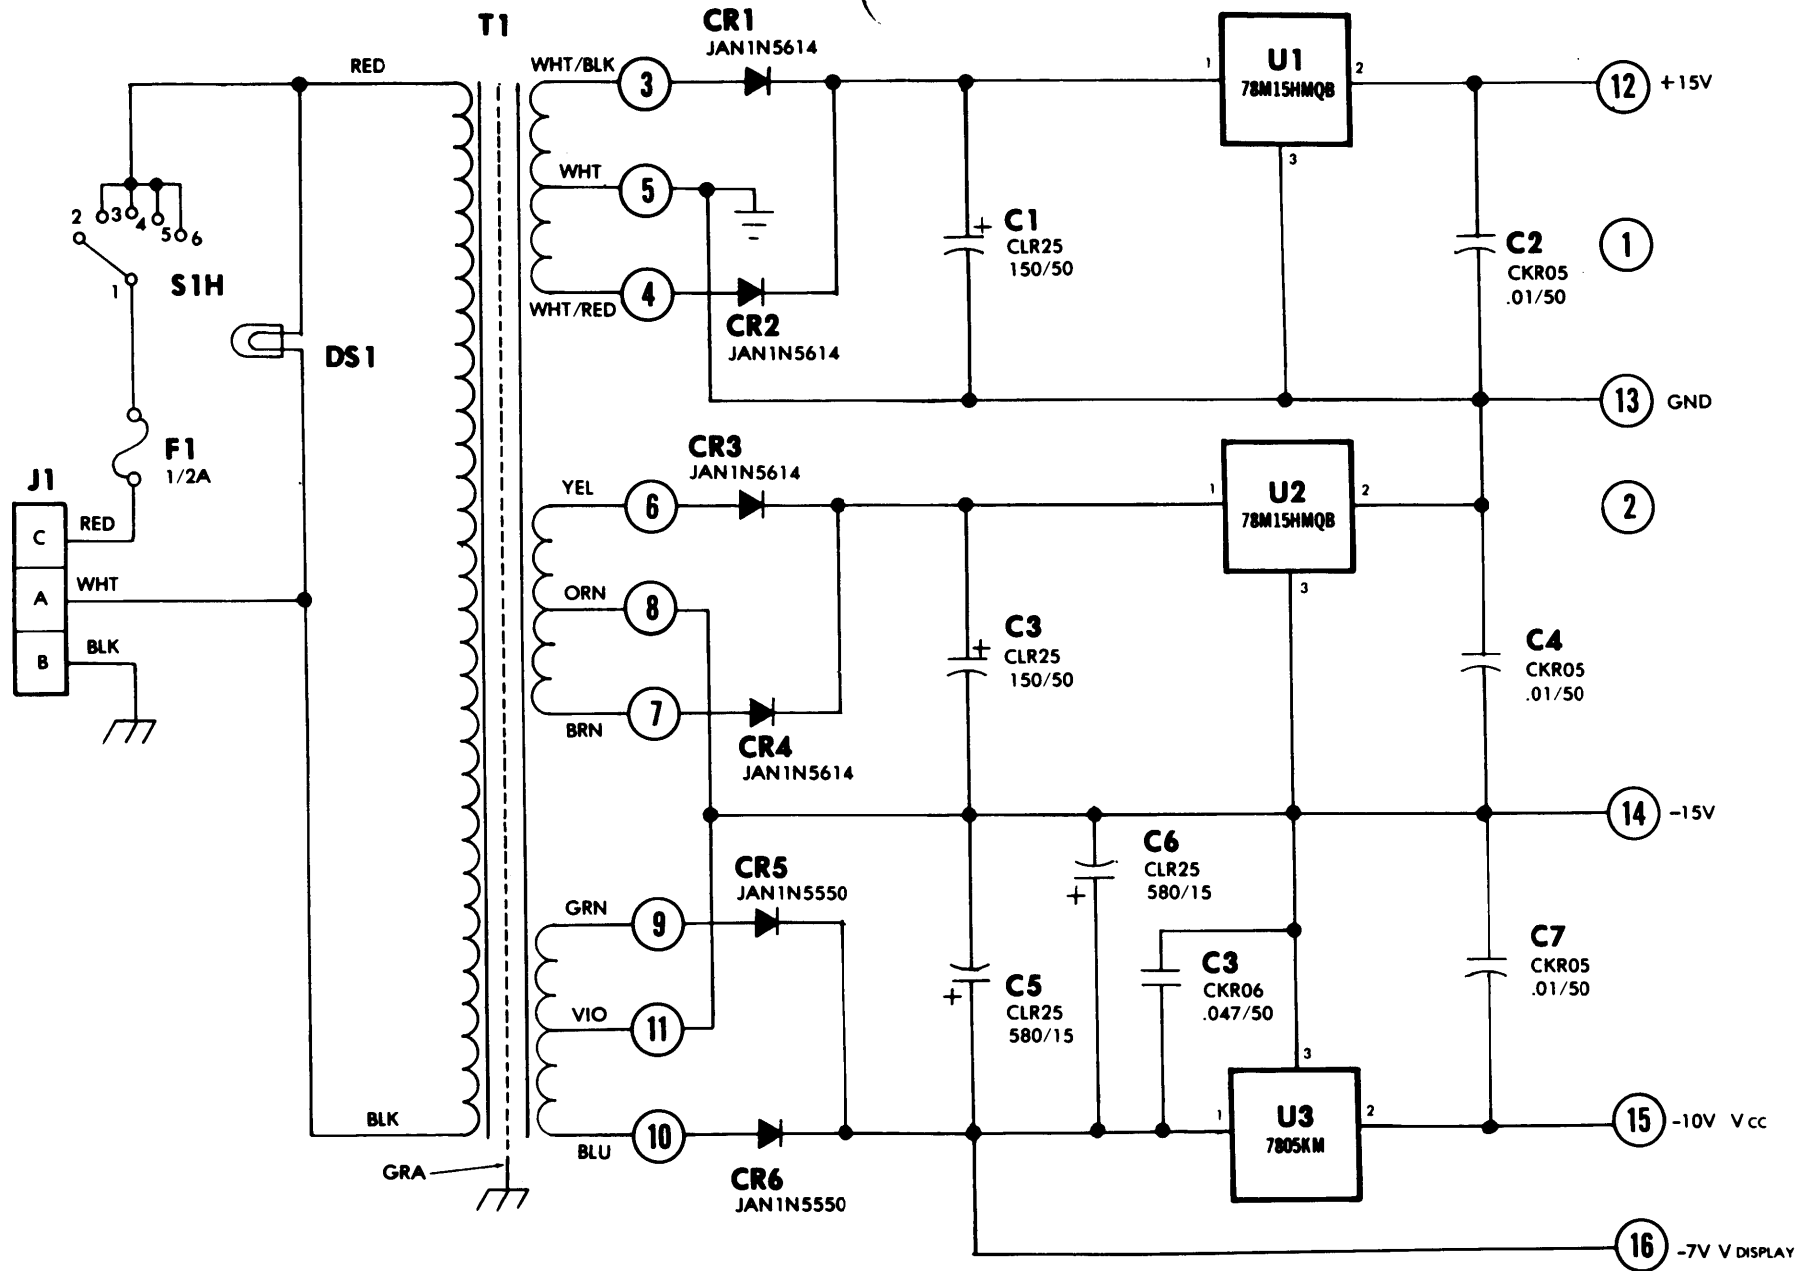 T1
CR1
JAN1N5614
RED
WHT/BLK
3
1
U1
78M15HMQB
2
12
+15V
3
WHT
5
2
3
4
5
6
1
S1H
C1
+
CLR25
150/50
C2
CKR05
.01/50
1
4
WHT/RED
CR2
JAN1N5614
DS1
13
GND
F1
1/2A
CR3
JAN1N5614
J1
YEL
6
1
U2
78M15HMQB
2
2
C
RED
3
A
WHT
ORN
8
B
BLK
+
C3
CLR25
150/50
C4
CKR05
.01/50
7
BRN
CR4
JAN1N5614
14
-15V
C6
CLR25
580/15
+
CR5
JAN1N5550
GRN
9
C7
CKR05
.01/50
C3
CKR06
.047/50
+
C5
CLR25
580/15
VIO
11
3
BLK
10
BLU
1
U3
7805KM
2
15
-10V VCC
GRA
CR6
JAN1N5550
16
-7V V DISPLAY